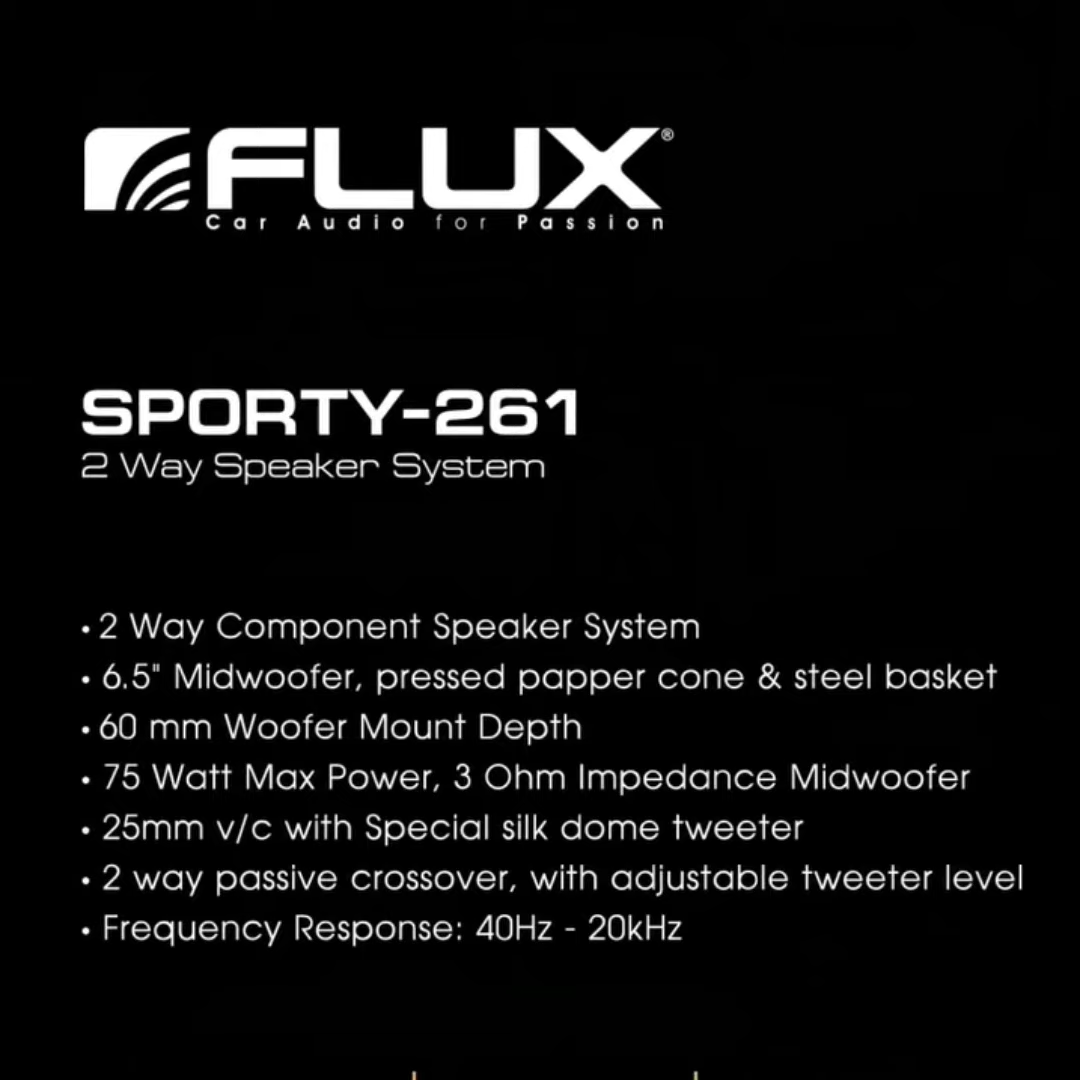 FLUX®
Car Audio for Passion
SPORTY-261
2 Way Speaker System
• 2 Way Component Speaker System
• 6.5" Midwoofer, pressed papper cone & steel basket
• 60 mm Woofer Mount Depth
• 75 Watt Max Power, 3 Ohm Impedance Midwoofer
• 25mm v/c with Special silk dome tweeter
• 2 way passive crossover, with adjustable tweeter level
• Frequency Response: 40Hz - 20kHz